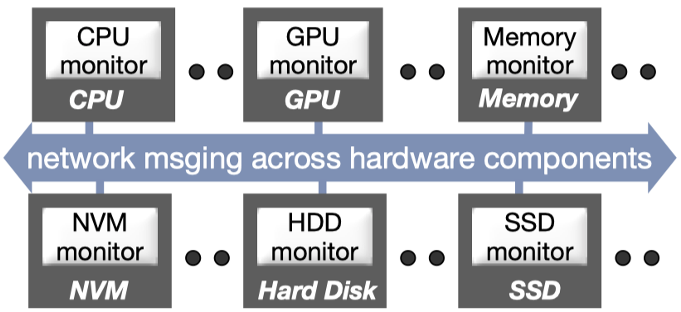 CPU
monitor
CPU
GPU
monitor
GPU
Memory
monitor
Memory
network msging across hardware components
NVM
monitor
NVM
HDD
monitor
Hard Disk
SSD
monitor
SSD